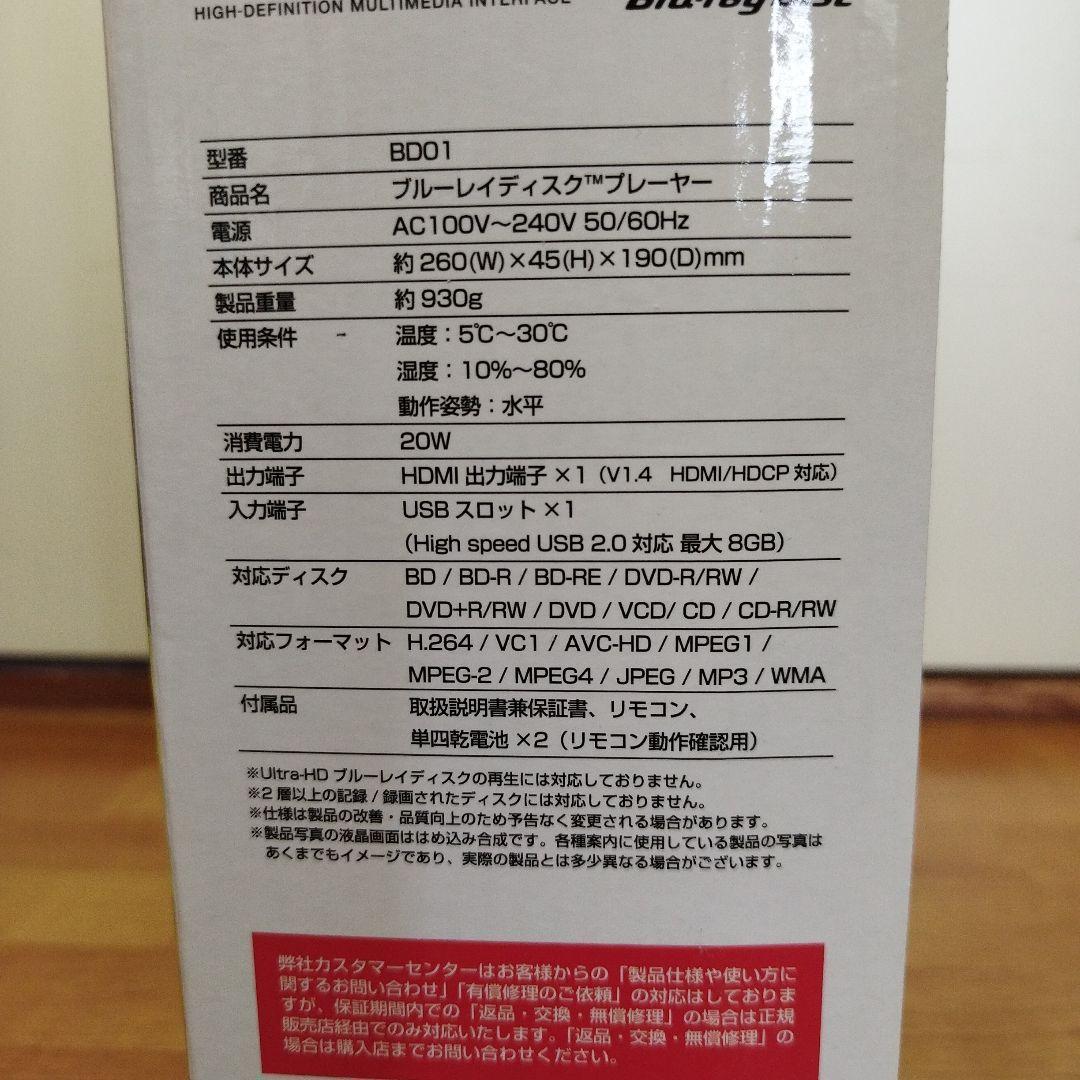 HIGH-DEFINITION MULTIMEDIA INTERFACE
型番 BD01
商品名 ブルーレイディスク™プレーヤー
電源 AC100V～240V 50/60Hz
本体サイズ 約260(W)×45(H)×190(D)mm
製品重量 約930g
使用条件 温度：5℃～30℃
湿度：10%～80%
動作姿勢：水平
消費電力 20W
出力端子 HDMI 出力端子 ×1（V1.4 HDMI/HDCP 対応）
入力端子 USB スロット ×1
（High speed USB 2.0 対応 最大 8GB）
対応ディスク BD / BD-R / BD-RE / DVD-R/RW /
DVD+R/RW / DVD / VCD/ CD / CD-R/RW
対応フォーマット H.264 / VC1 / AVC-HD / MPEG1 /
MPEG-2 / MPEG4 / JPEG / MP3 / WMA
付属品 取扱説明書兼保証書、リモコン、
単四乾電池 ×2（リモコン動作確認用）
※Ultra-HD ブルーレイディスクの再生には対応しておりません。
※2 層以上の記録 / 録画されたディスクには対応しておりません。
※仕様は製品の改善・品質向上のため予告なく変更される場合があります。
※製品写真の液晶画面ははめ込み合成です。各種案内に使用している製品の写真は
あくまでもイメージであり、実際の製品とは多少異なる場合がございます。
弊社カスタマーセンターはお客様からの「製品仕様や使い方に
関するお問い合わせ」「有償修理のご依頼」の対応はしておりま
すが、保証期間内での「返品・交換・無償修理」の場合は正規
販売店経由でのみ対応いたします。「返品・交換・無償修理」の
場合は購入店までお問い合わせください。